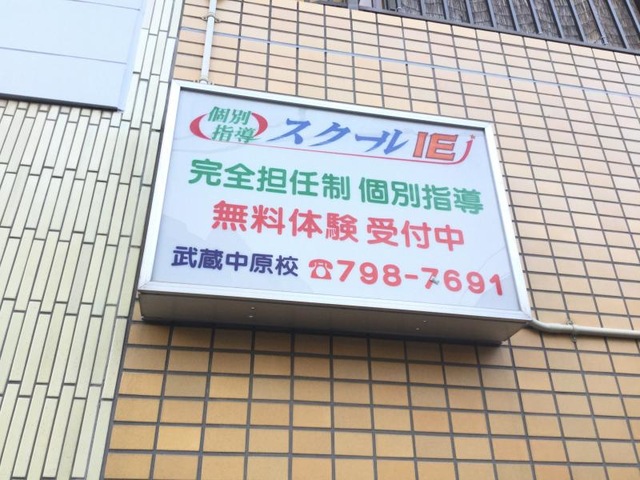 個別指導 スクールIE
完全担任制 個別指導
無料体験 受付中
武蔵中原校 ☎798-7691